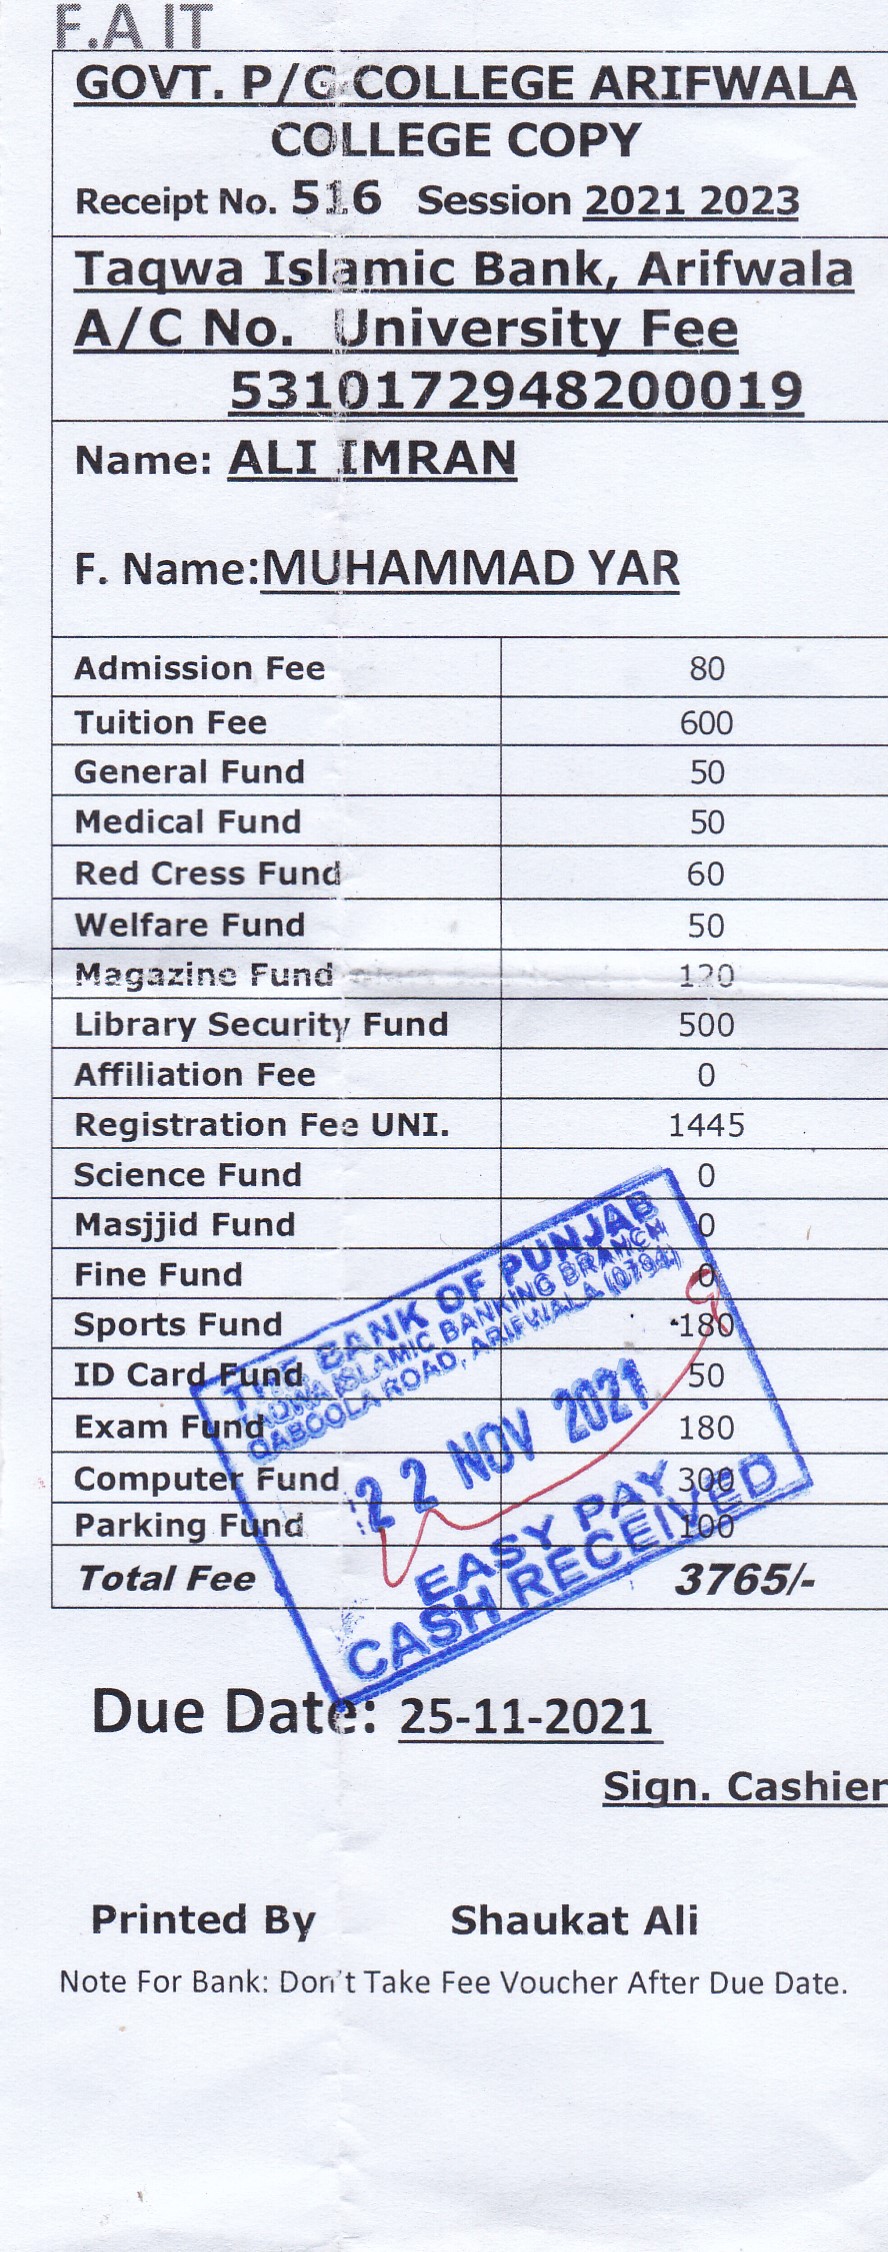 F.A IT
GOVT. P/G COLLEGE ARIFWALA
COLLEGE COPY
Receipt No. 516 Session 2021 2023
Taqwa Islamic Bank, Arifwala
A/C No. University Fee
5310172948200019
Name: ALI IMRAN
F. Name:MUHAMMAD YAR
Admission Fee 80
Tuition Fee 600
General Fund 50
Medical Fund 50
Red Cress Fund 60
Welfare Fund 50
Magazine Fund 120
Library Security Fund 500
Affiliation Fee 0
Registration Fee UNI. 1445
Science Fund 0
Masjjid Fund 0
Fine Fund 0
Sports Fund 180
ID Card Fund 50
Exam Fund 180
Computer Fund 300
Parking Fund 100
Total Fee 3765/-
THE BANK OF PUNJAB
TAQWA ISLAMIC BANKING BRANCH
QABOOLA ROAD, ARIFWALA (0794)
22 NOV 2021
EASY PAY
CASH RECEIVED
Due Date: 25-11-2021
Sign. Cashier
Printed By Shaukat Ali
Note For Bank: Don't Take Fee Voucher After Due Date.